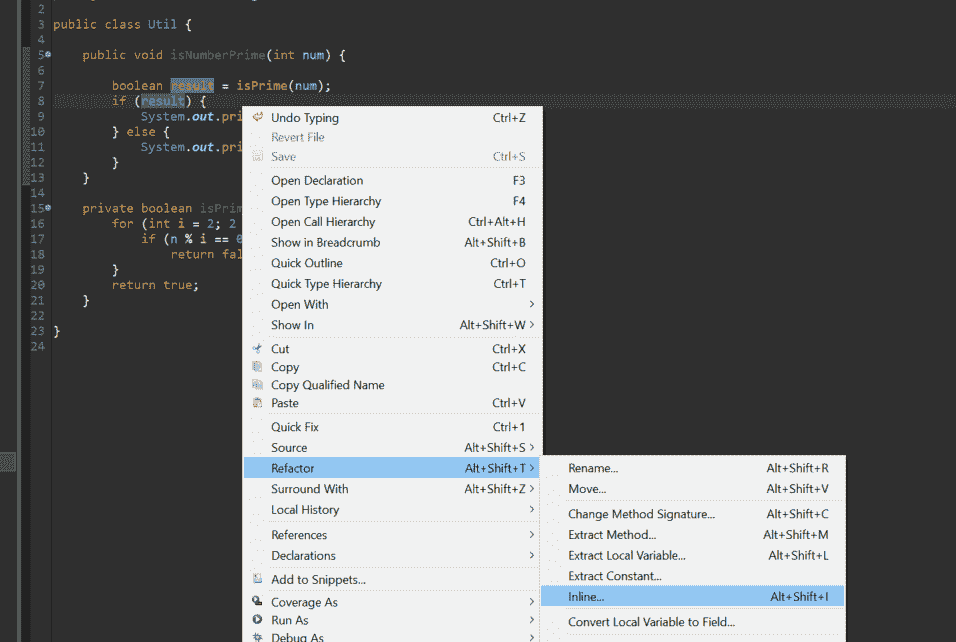 2
3 public class Util {
4
5 public void isNumberPrime(int num) {
6
7 boolean result = isPrime(num);
8 if (result) {
9 System.out.pri
10 } else {
11 System.out.pri
12 }
13 }
14
15 private boolean isPrim
16 for (int i = 2; 2
17 if (n % i == 0
18 return fal
19 }
20 return true;
21 }
22
23 }
24
Undo Typing Ctrl+Z
Revert File
Save Ctrl+S
Open Declaration F3
Open Type Hierarchy F4
Open Call Hierarchy Ctrl+Alt+H
Show in Breadcrumb Alt+Shift+B
Quick Outline Ctrl+O
Quick Type Hierarchy Ctrl+T
Open With >
Show In Alt+Shift+W >
Cut Ctrl+X
Copy Ctrl+C
Copy Qualified Name
Paste Ctrl+V
Quick Fix Ctrl+1
Source Alt+Shift+S >
Refactor Alt+Shift+T >
Surround With Alt+Shift+Z >
Local History >
References >
Declarations >
Add to Snippets...
Coverage As >
Run As >
Debug As >
Rename... Alt+Shift+R
Move... Alt+Shift+V
Change Method Signature... Alt+Shift+C
Extract Method... Alt+Shift+M
Extract Local Variable... Alt+Shift+L
Extract Constant...
Inline... Alt+Shift+I
Convert Local Variable to Field...